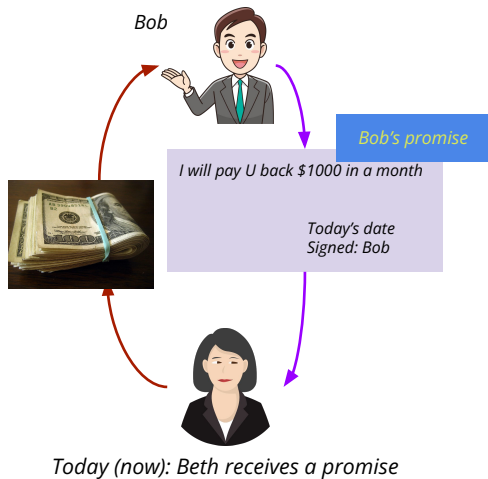 Bob
Bob's promise
I will pay U back $1000 in a month
Today's date
Signed: Bob
Today (now): Beth receives a promise